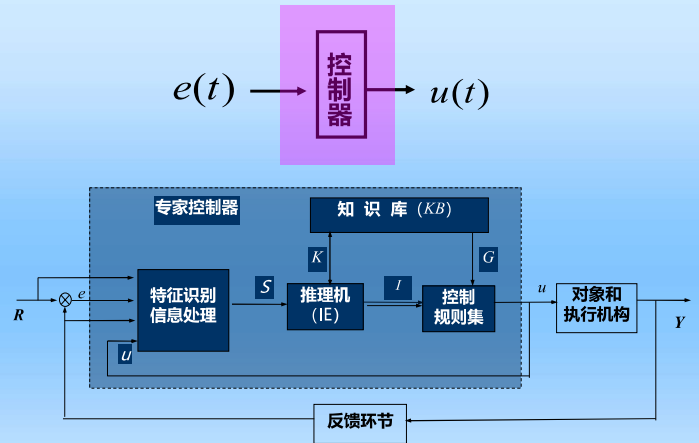 e(t)
控制器
u(t)
专家控制器
知 识 库 (KB)
K
G
R
e
特征识别
信息处理
S
推理机
(IE)
I
控制
规则集
u
对象和
执行机构
Y
u
反馈环节